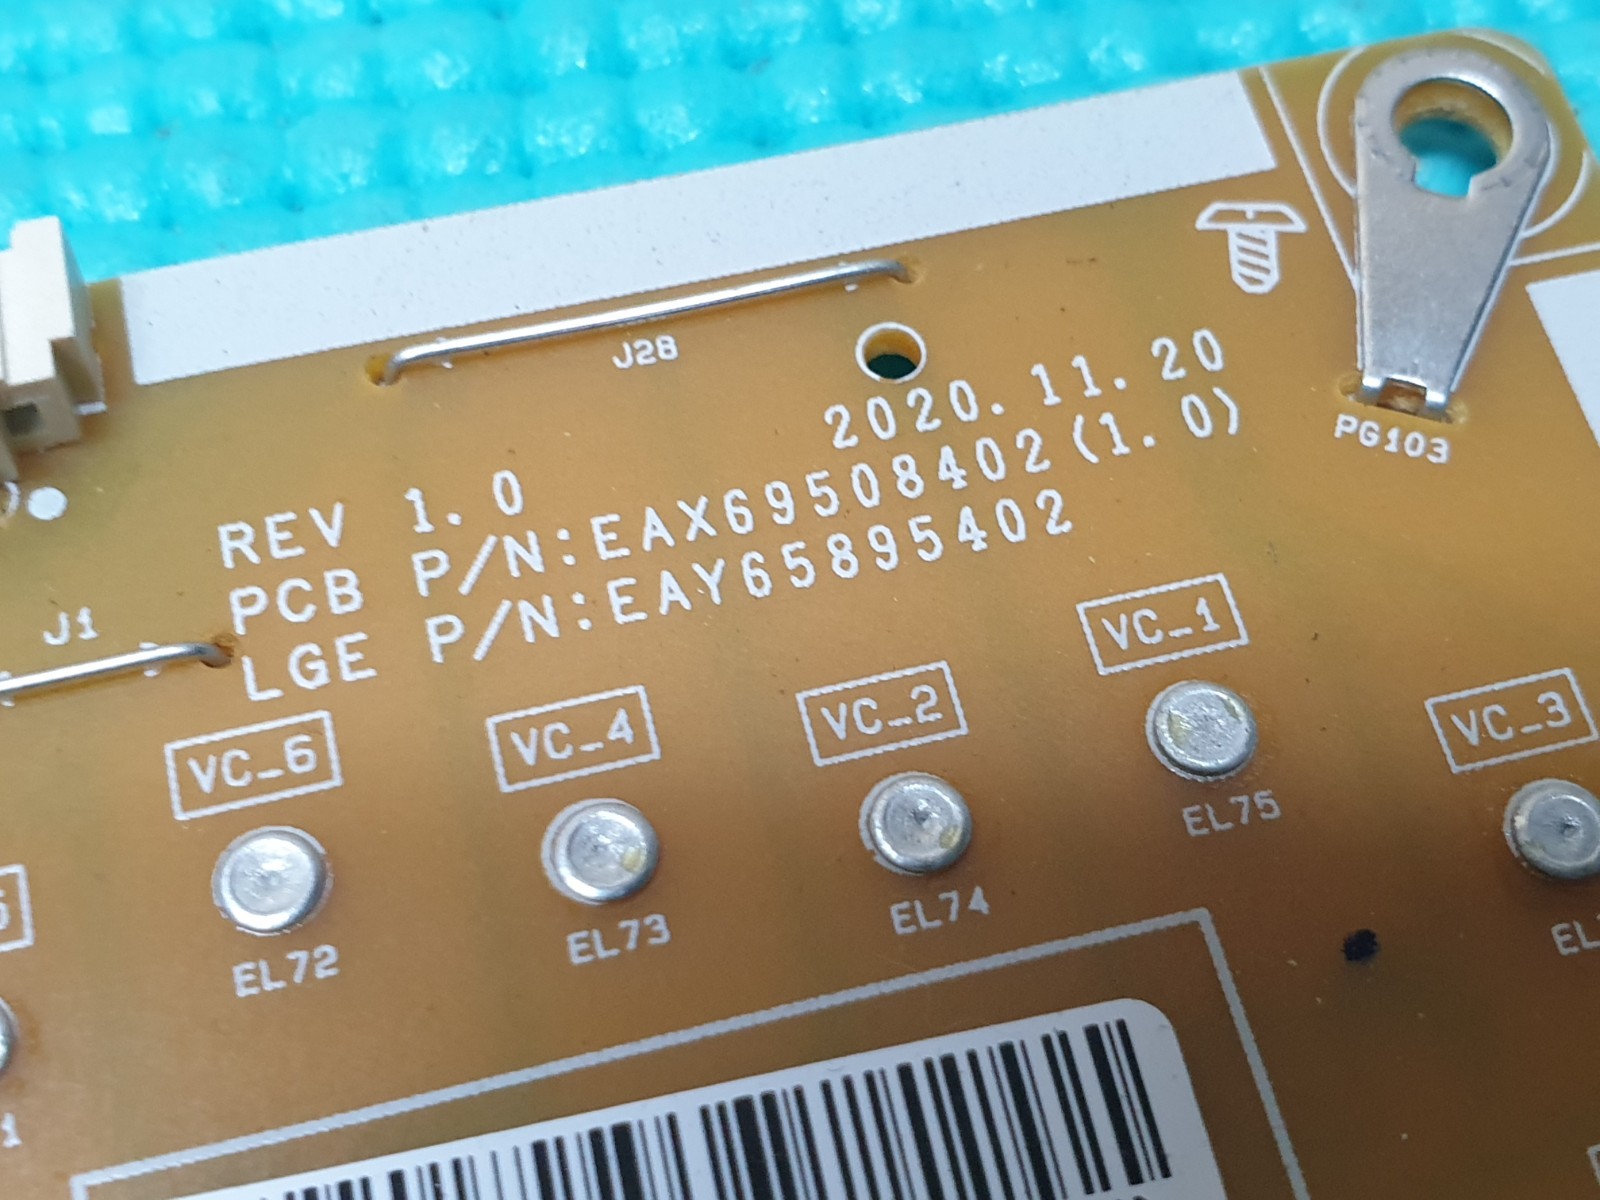 J28
2020.11.20
REV 1.0
PCB P/N:EAX69508402(1.0)
LGE P/N:EAY65895402
PG103
J1
VC_1
VC_2
VC_3
VC_4
VC_6
EL75
EL74
EL73
EL72